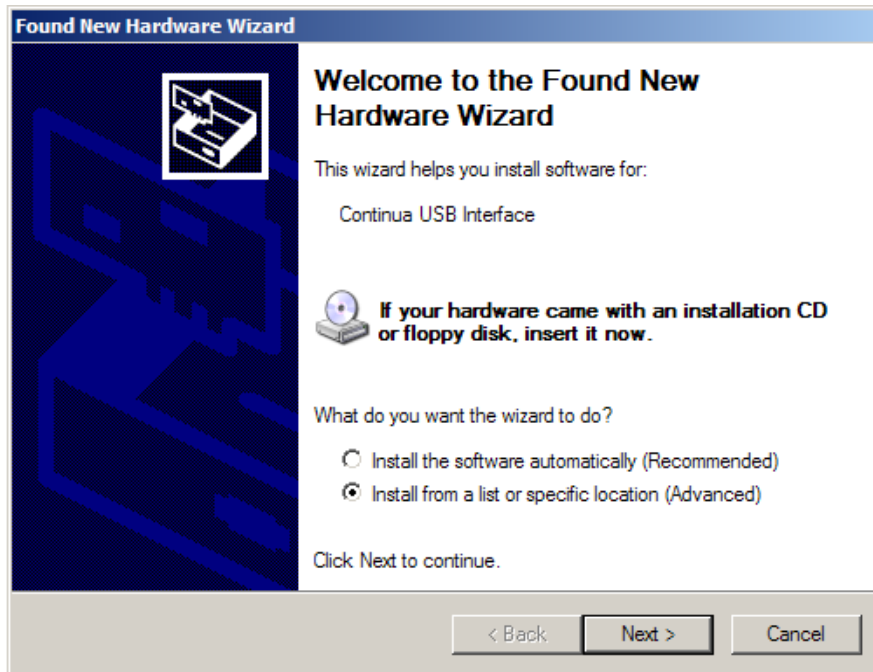 Found New Hardware Wizard
Welcome to the Found New
Hardware Wizard
This wizard helps you install software for:
Continua USB Interface
If your hardware came with an installation CD
or floppy disk, insert it now.
What do you want the wizard to do?
Install the software automatically (Recommended)
Install from a list or specific location (Advanced)
Click Next to continue.
< Back Next > Cancel